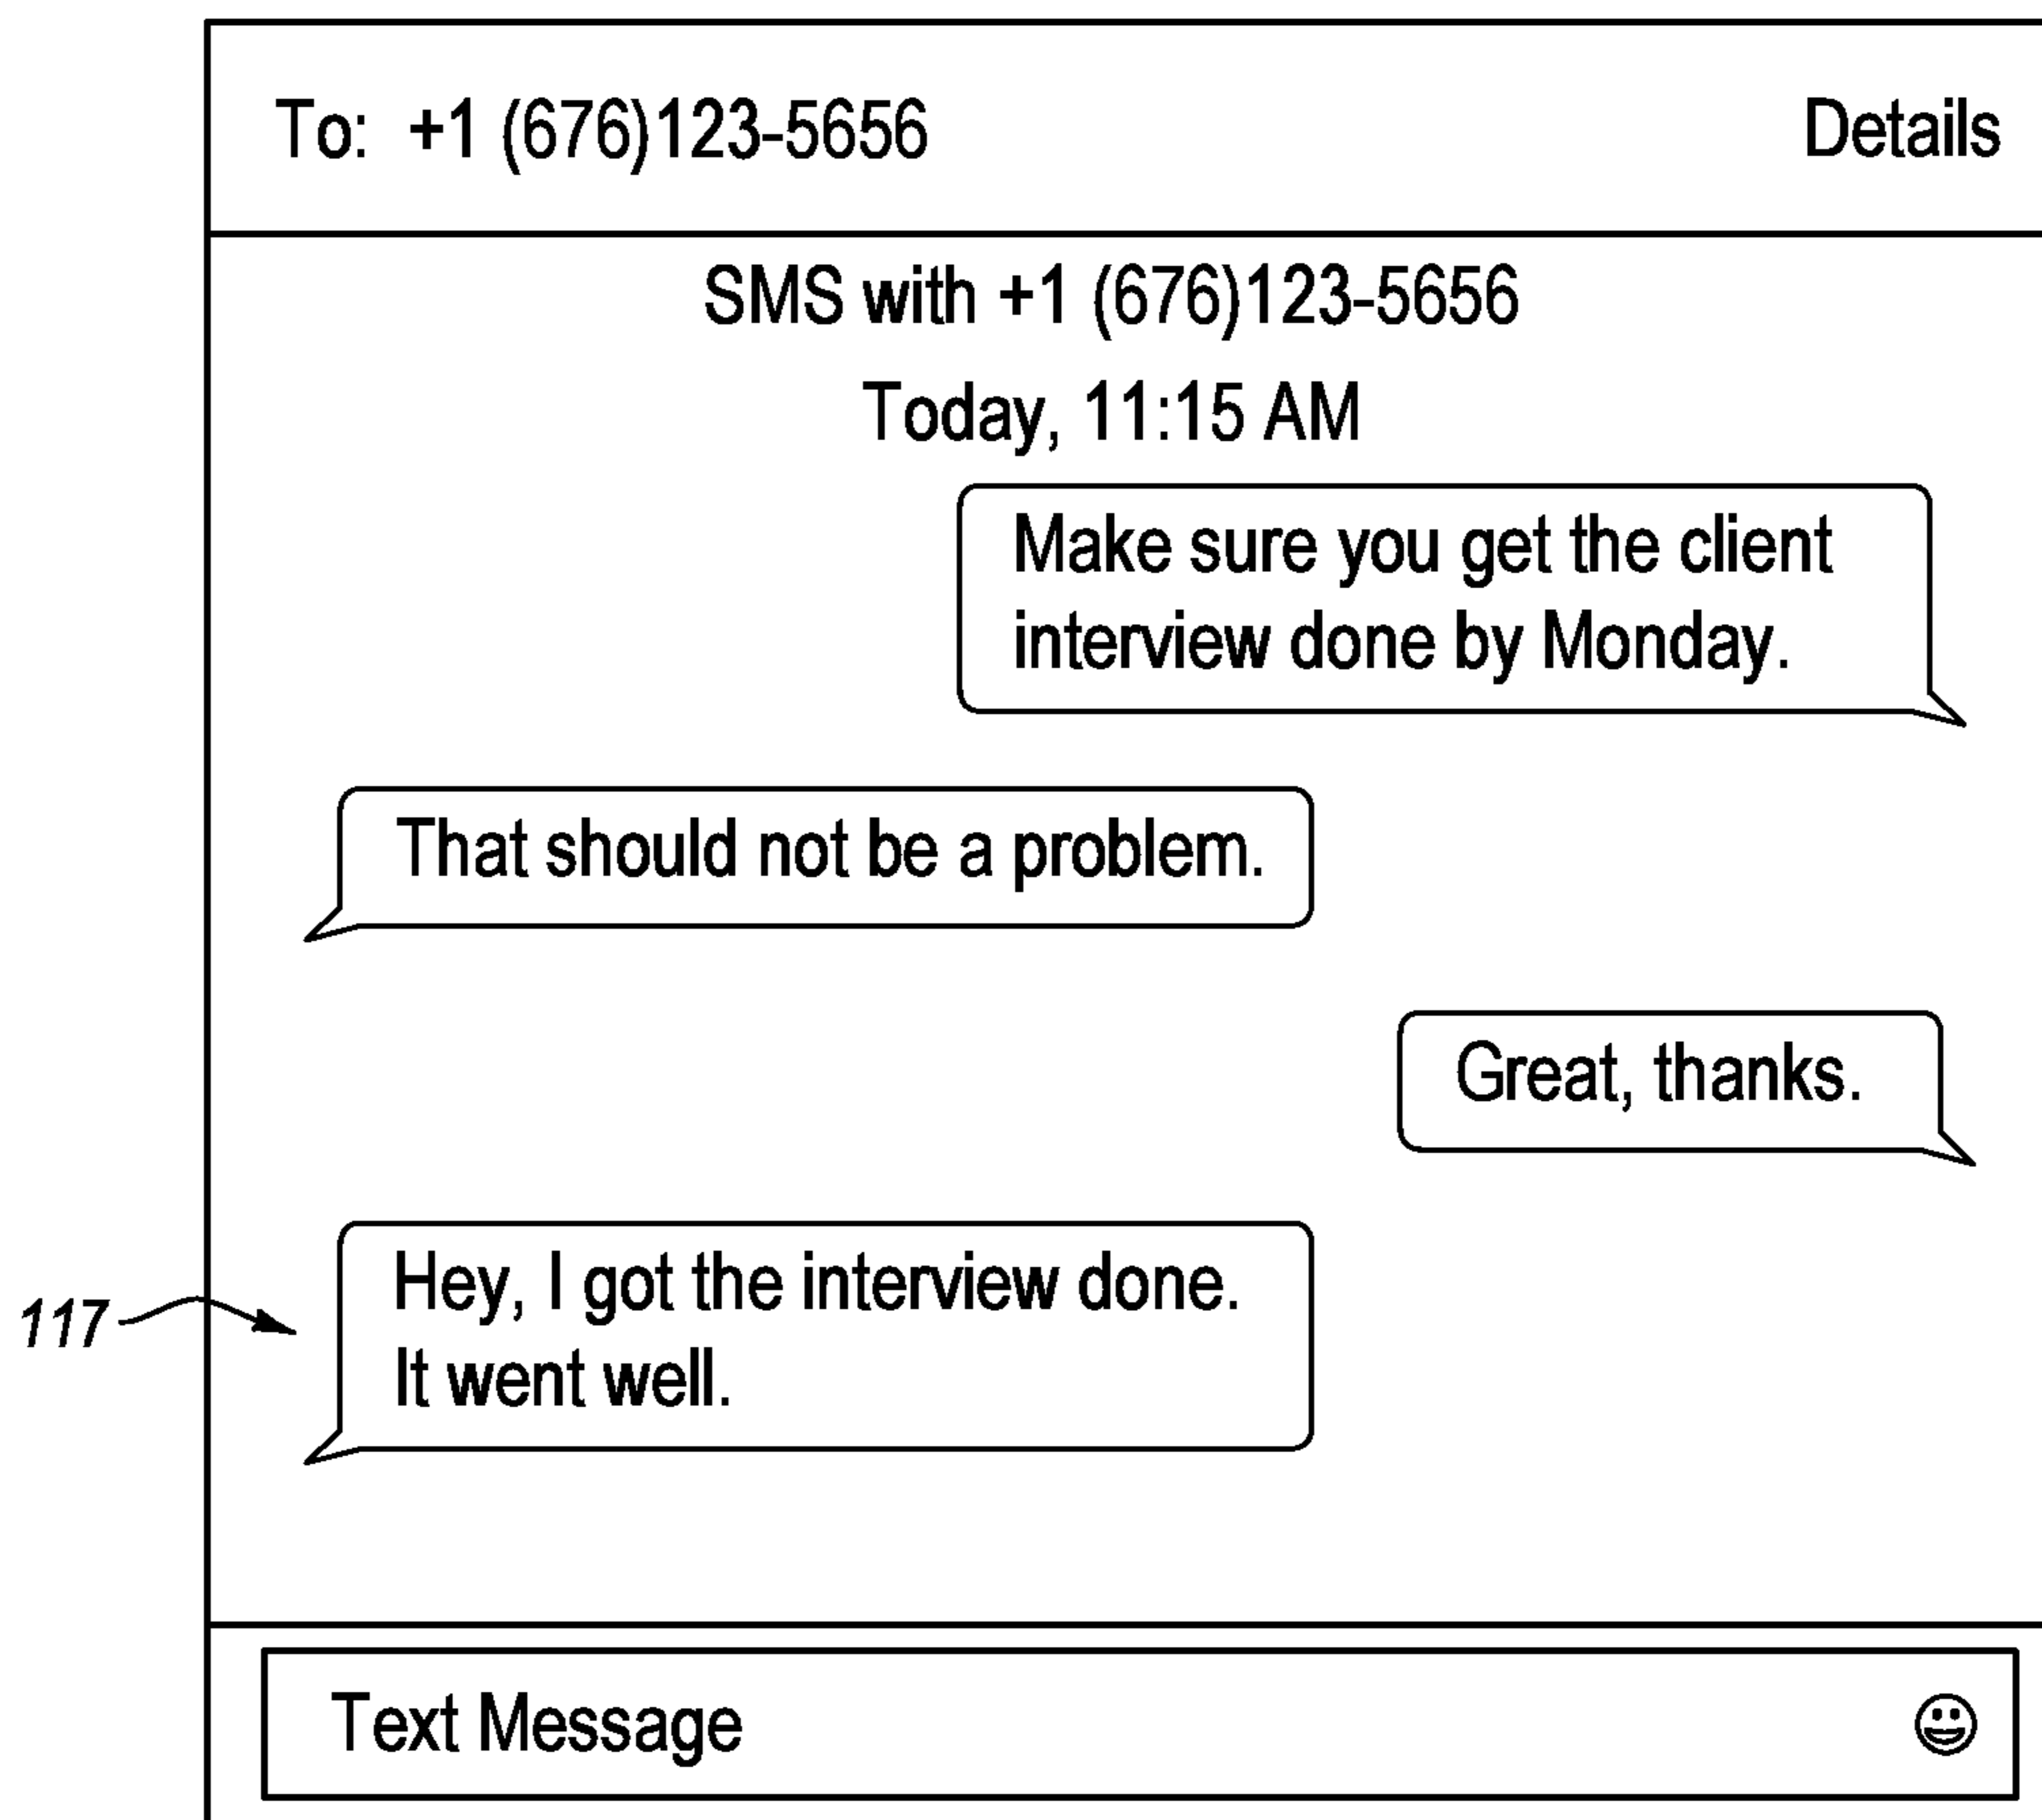 To: +1 (676)123-5656 Details
SMS with +1 (676)123-5656
Today, 11:15 AM
Make sure you get the client
interview done by Monday.
That should not be a problem.
Great, thanks.
117
Hey, I got the interview done.
It went well.
Text Message